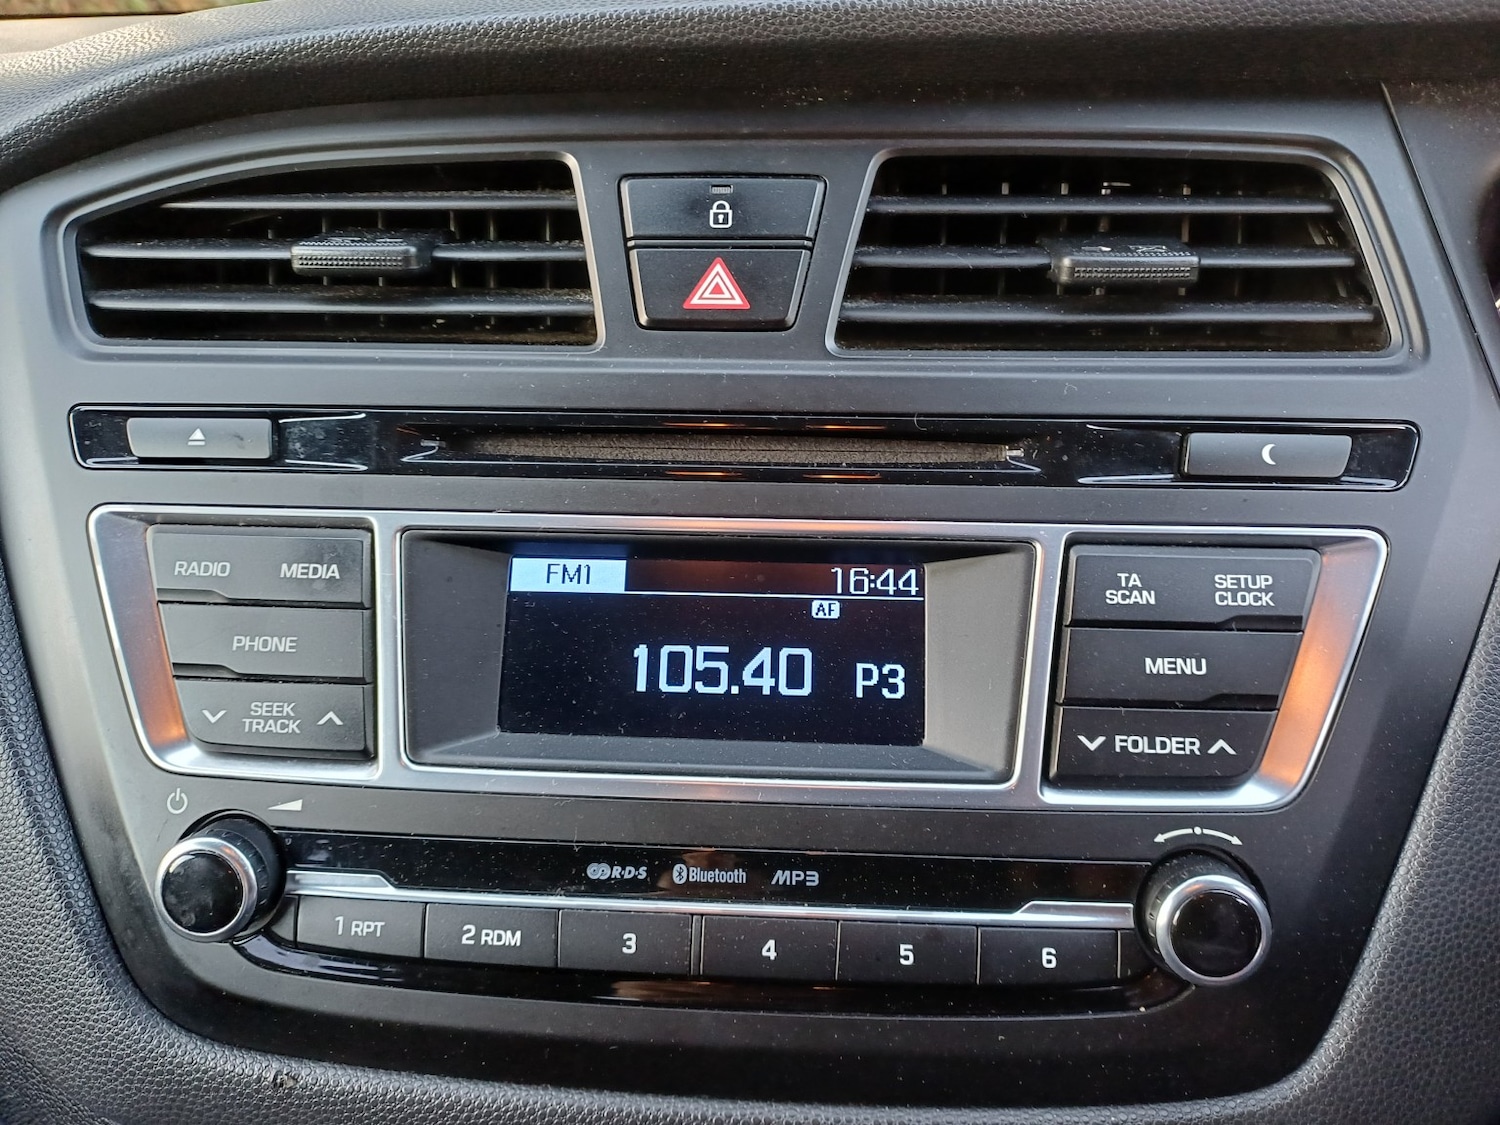 RADIO MEDIA
PHONE
SEEK
TRACK
FM1 16:44
AF
105.40 P3
TA
SCAN
SETUP
CLOCK
MENU
FOLDER
R·D·S Bluetooth MP3
1 RPT 2 RDM 3 4 5 6